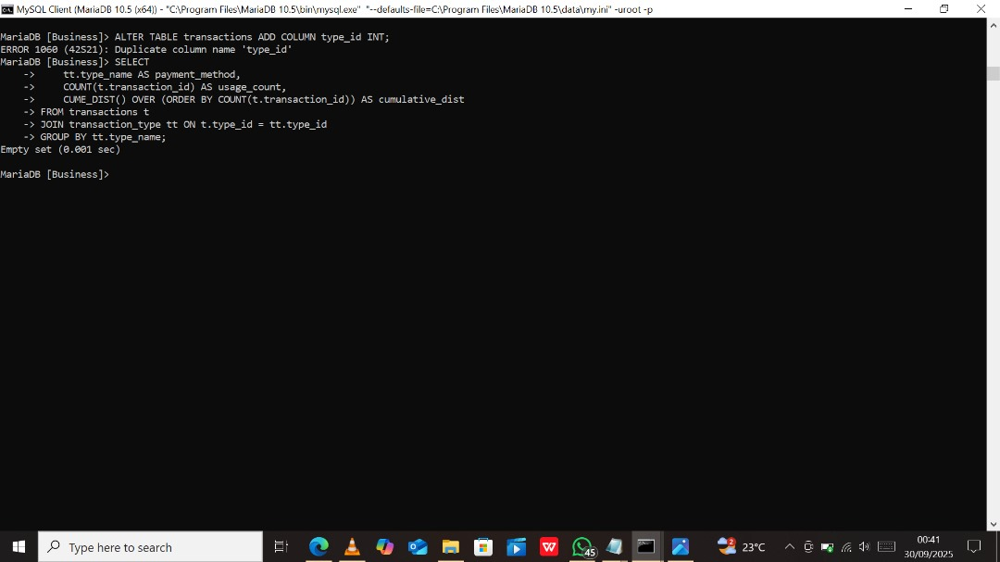 MySQL Client (MariaDB 10.5 (x64)) - "C:\Program Files\MariaDB 10.5\bin\mysql.exe" "--defaults-file=C:\Program Files\MariaDB 10.5\data\my.ini" -uroot -p
MariaDB [Business]> ALTER TABLE transactions ADD COLUMN type_id INT;
ERROR 1060 (42S21): Duplicate column name 'type_id'
MariaDB [Business]> SELECT
    ->     tt.type_name AS payment_method,
    ->     COUNT(t.transaction_id) AS usage_count,
    ->     CUME_DIST() OVER (ORDER BY COUNT(t.transaction_id)) AS cumulative_dist
    -> FROM transactions t
    -> JOIN transaction_type tt ON t.type_id = tt.type_id
    -> GROUP BY tt.type_name;
Empty set (0.001 sec)
MariaDB [Business]>
Type here to search
W
45
2
23°C
00:41
30/09/2025